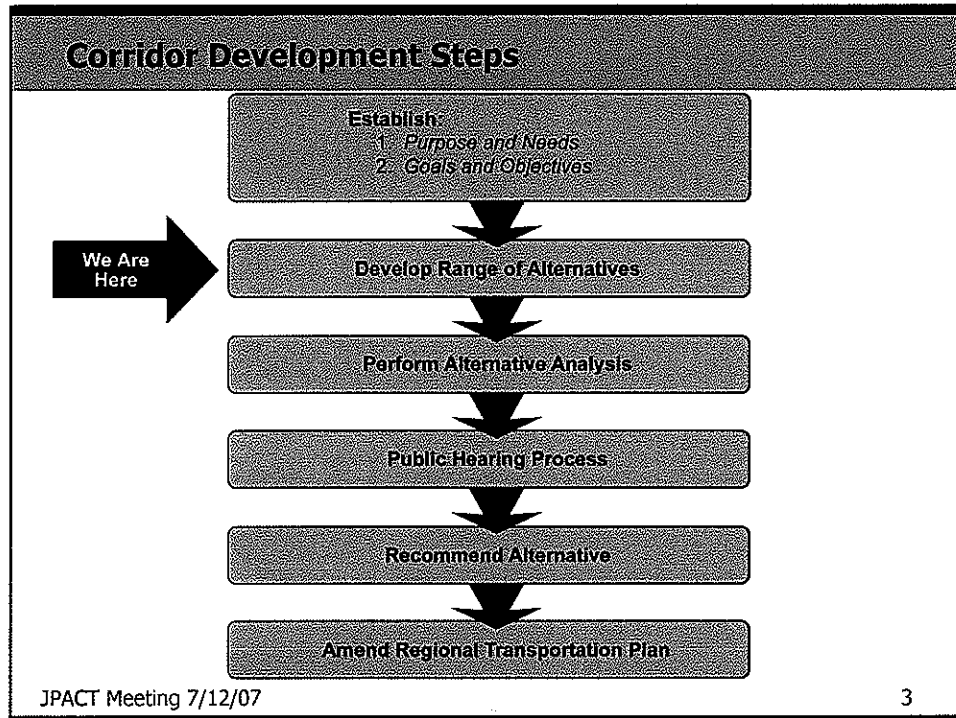 Corridor Development Steps
Establish:
1. Purpose and Needs
2. Goals and Objectives
We Are
Here
Develop Range of Alternatives
Perform Alternative Analysis
Public Hearing Process
Recommend Alternative
Amend Regional Transportation Plan
JPACT Meeting 7/12/07
3